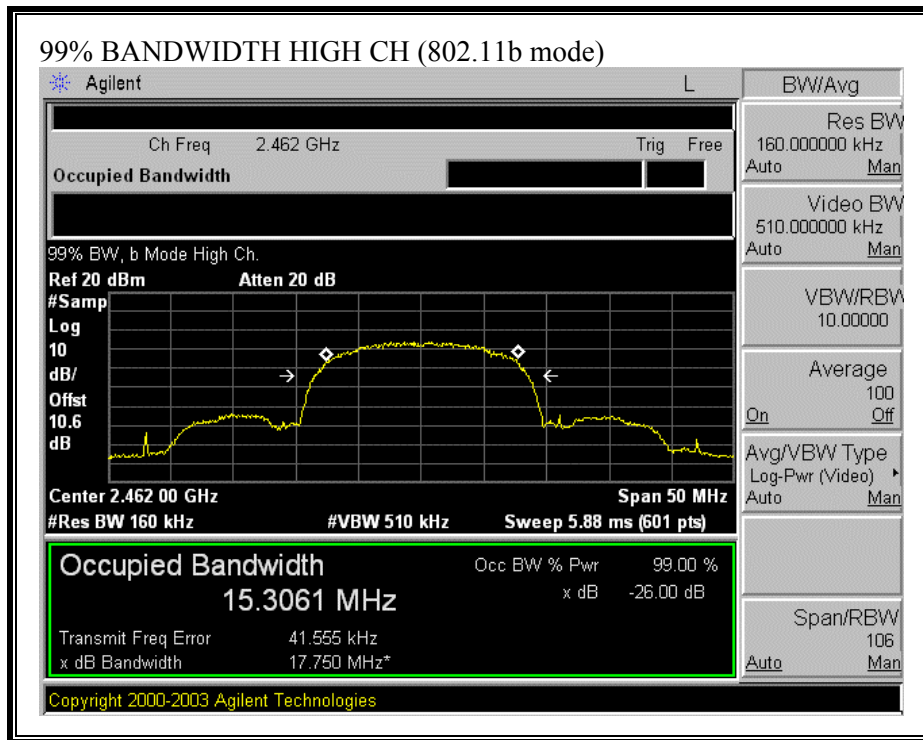 99% BANDWIDTH HIGH CH (802.11b mode)
Agilent L
Ch Freq 2.462 GHz Trig Free
Occupied Bandwidth
99% BW, b Mode High Ch.
Ref 20 dBm Atten 20 dB
#Samp
Log
10
dB/
Offst
10.6
dB
Center 2.462 00 GHz Span 50 MHz
#Res BW 160 kHz #VBW 510 kHz Sweep 5.88 ms (601 pts)
Occupied Bandwidth
15.3061 MHz
Occ BW % Pwr 99.00 %
x dB -26.00 dB
Transmit Freq Error 41.555 kHz
x dB Bandwidth 17.750 MHz*
Copyright 2000-2003 Agilent Technologies
BW/Avg
Res BW
160.000000 kHz
Auto Man
Video BW
510.000000 kHz
Auto Man
VBW/RBW
10.00000
Average
100
On Off
Avg/VBW Type
Log-Pwr (Video)
Auto Man
Span/RBW
106
Auto Man